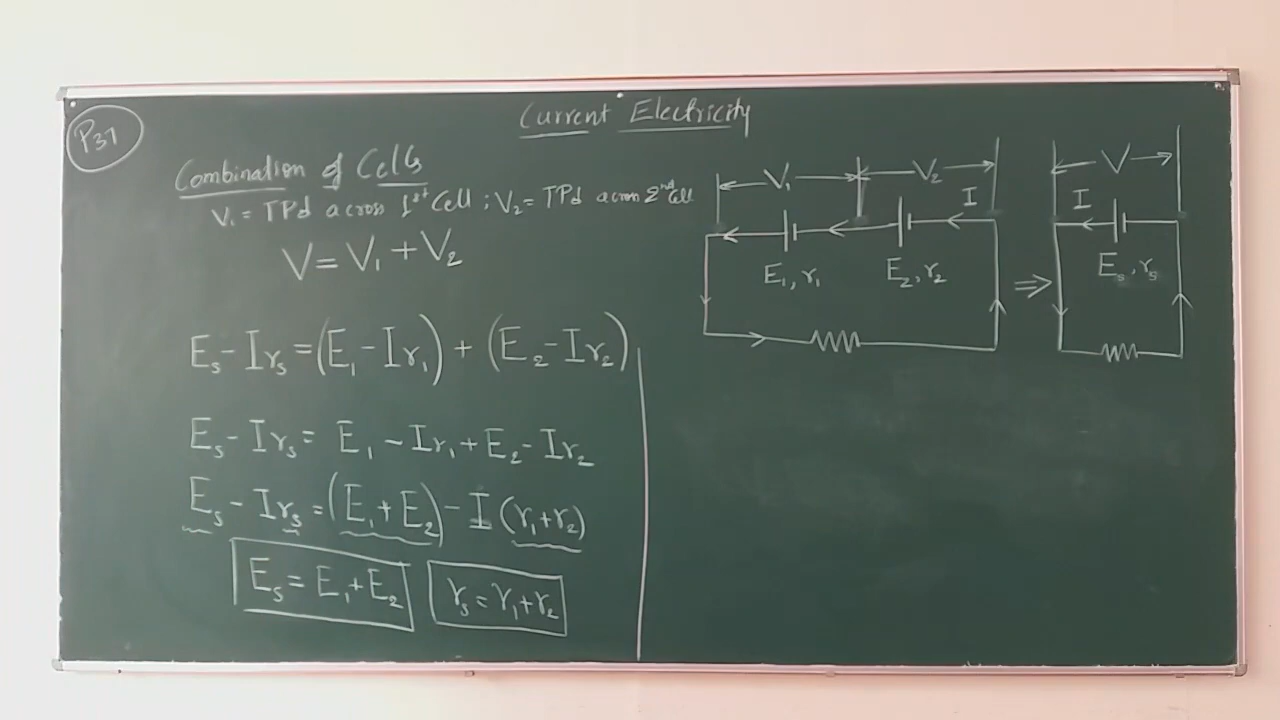 P37
Current Electricity
Combination of Cells
V₁ = TPd across 1ˢᵗ Cell ; V₂ = TPd across 2ⁿᵈ Cell
V = V₁ + V₂
Eₛ - Irₛ = (E₁ - Ir₁) + (E₂ - Ir₂)
Eₛ - Irₛ = E₁ - Ir₁ + E₂ - Ir₂
Eₛ - Irₛ = (E₁ + E₂) - I (r₁ + r₂)
Eₛ = E₁ + E₂ rₛ = r₁ + r₂
V₁ V₂ V
I I
E₁, r₁ E₂, r₂ ⇒ Eₛ, rₛ